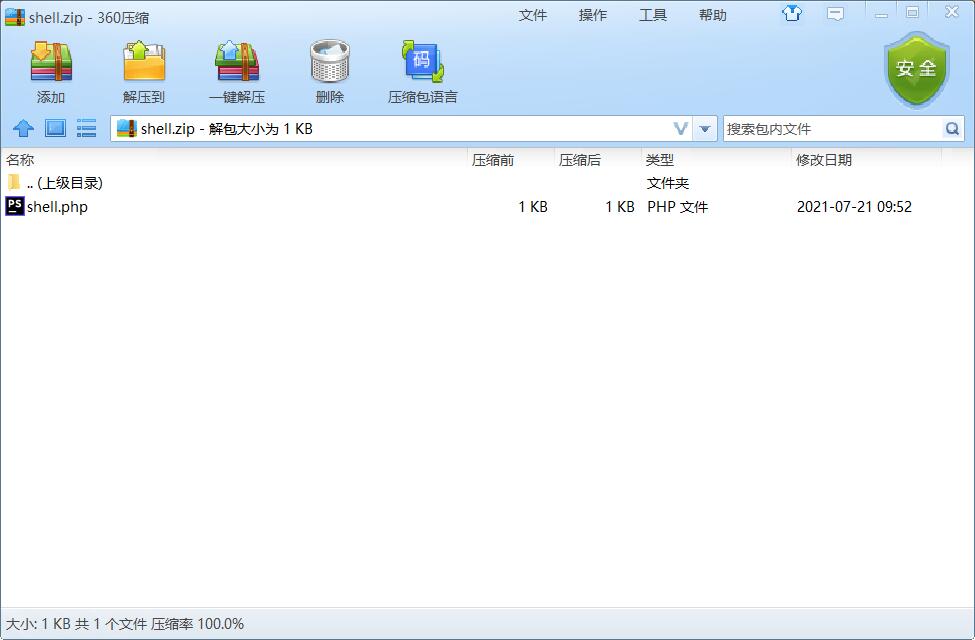 shell.zip - 360压缩 文件 操作 工具 帮助
添加 解压到 一键解压 删除 码 压缩包语言 安全
shell.zip - 解包大小为 1 KB 搜索包内文件
名称 压缩前 压缩后 类型 修改日期
.. (上级目录) 文件夹
PS shell.php 1 KB 1 KB PHP 文件 2021-07-21 09:52
大小: 1 KB 共 1 个文件 压缩率 100.0%